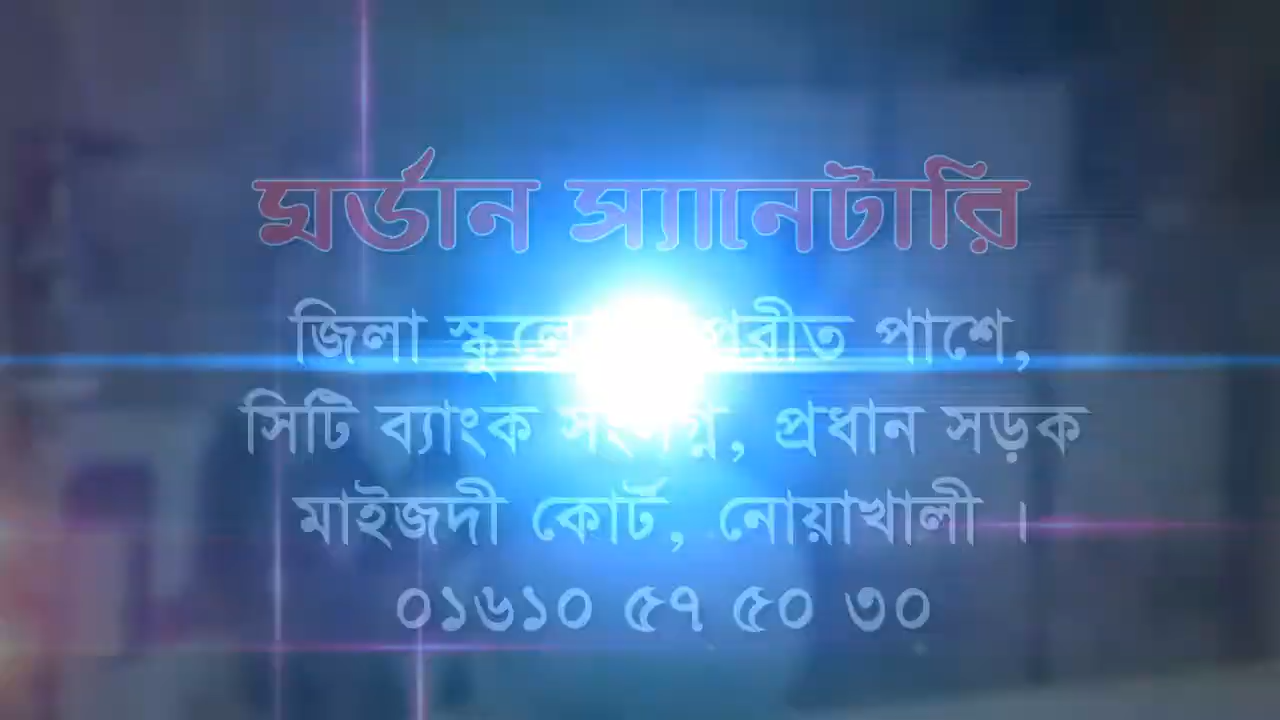 মর্ডান স্যানেটারি
জিলা স্কুলের পাশে,
সিটি ব্যাংক প্রধান সড়ক
মাইজদী কোর্ট, নোয়াখালী ।
০১৬১০ ৫৭ ৫০ ৩০